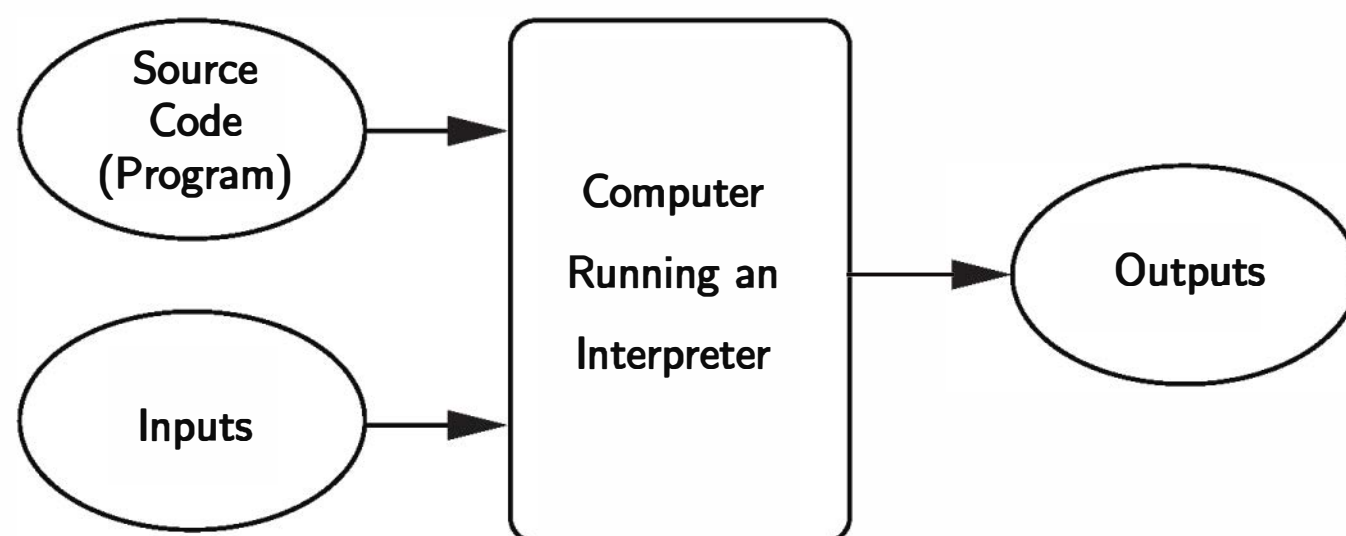 Source
Code
(Program)
Inputs
Computer
Running an
Interpreter
Outputs